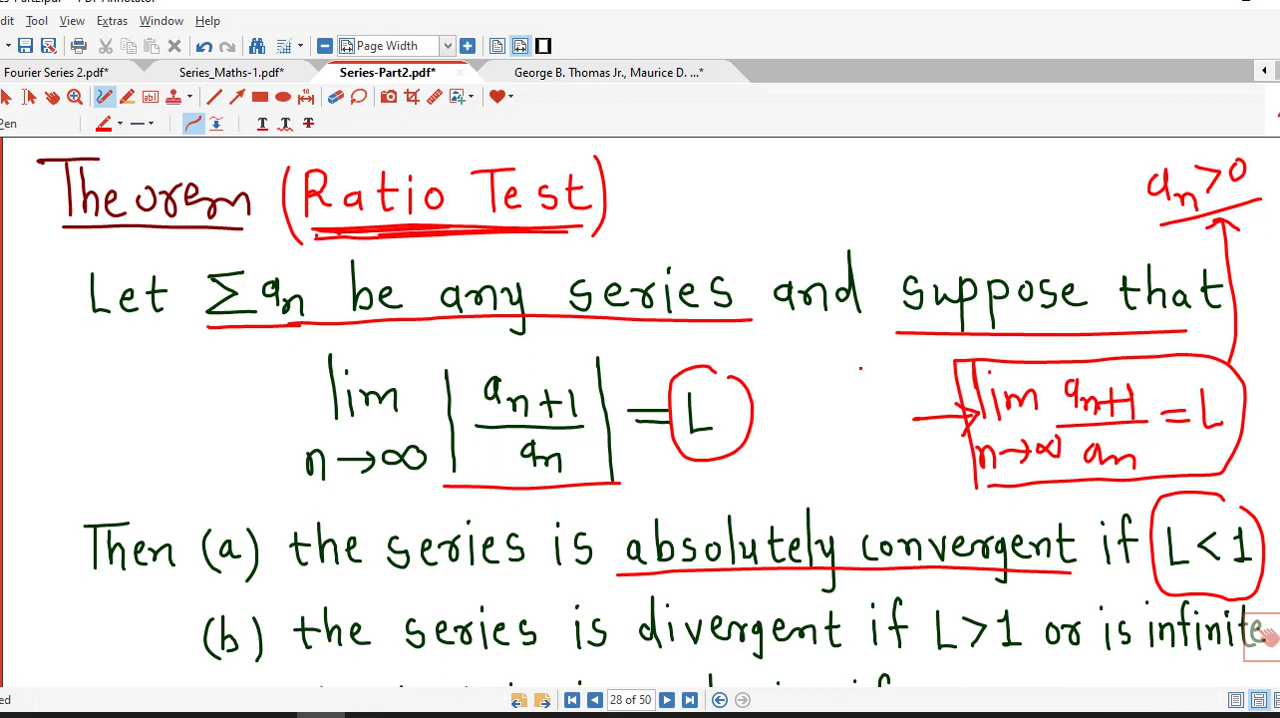 Tool View Extras Window Help
Page Width
Fourier Series 2.pdf* Series_Maths-1.pdf* Series-Part2.pdf* George B. Thomas Jr., Maurice D. ...*
Theorem (Ratio Test)
aₙ>0
Let ∑aₙ be any series and suppose that
lim n→∞ |aₙ₊₁/aₙ| = L
lim n→∞ aₙ₊₁/aₙ = L
Then (a) the series is absolutely convergent if L<1
(b) the series is divergent if L>1 or is infinite
28 of 50